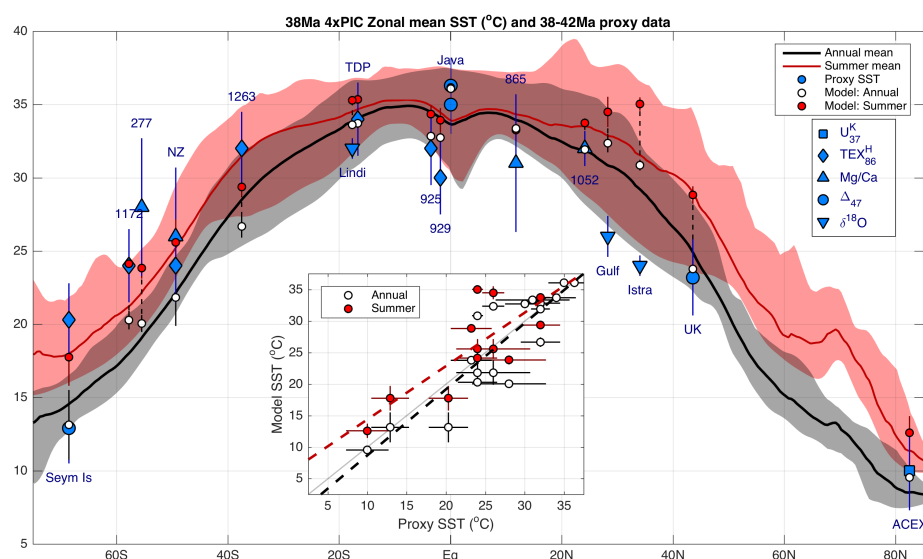 38Ma 4xPIC Zonal mean SST (°C) and 38-42Ma proxy data
40
35
30
25
20
15
10
5
60S
40S
20S
Eq
20N
40N
60N
80N
Annual mean
Summer mean
Proxy SST
Model: Annual
Model: Summer
U^K_37
TEX^H_86
Mg/Ca
Δ_47
δ^18O
Java
TDP
865
1263
277
NZ
Lindi
1052
1172
925
929
Gulf
Istra
UK
Seym Is
ACEX
Annual
Summer
Model SST (°C)
35
30
25
20
15
10
5
5
10
15
20
25
30
35
Proxy SST (°C)